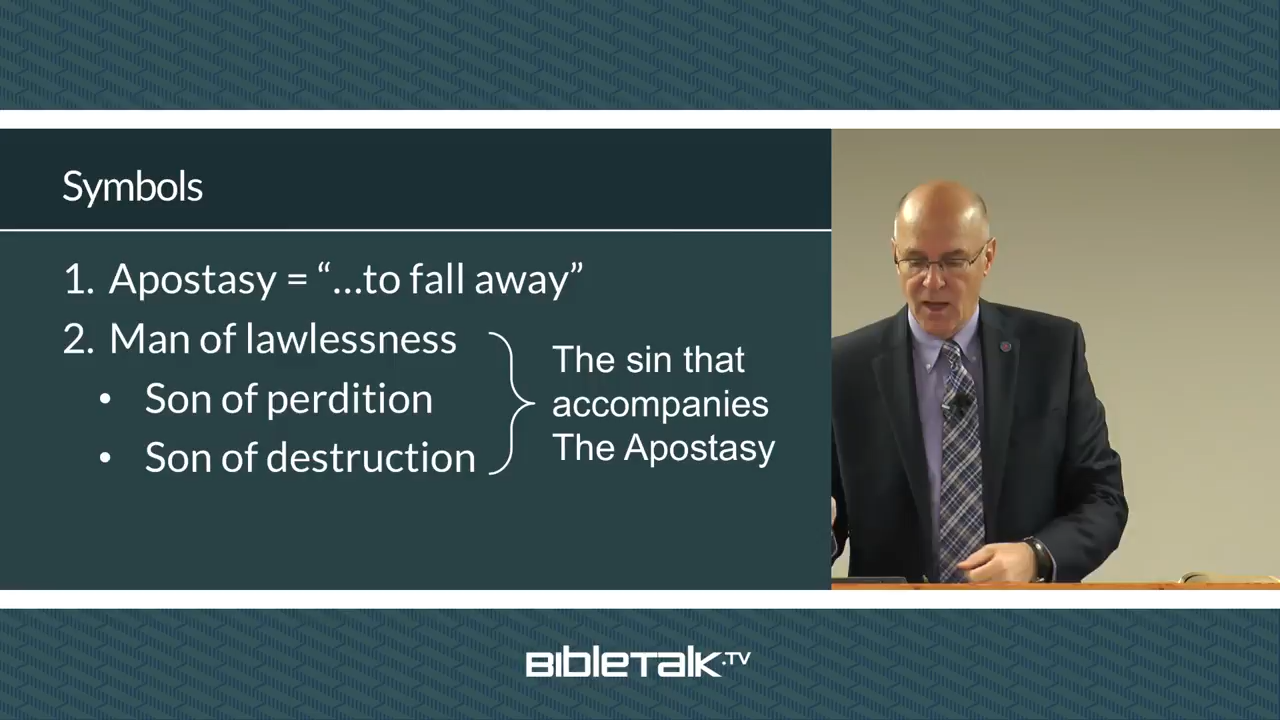 Symbols
1. Apostasy = “...to fall away”
2. Man of lawlessness
• Son of perdition
• Son of destruction
The sin that
accompanies
The Apostasy
BIBLETALK.TV